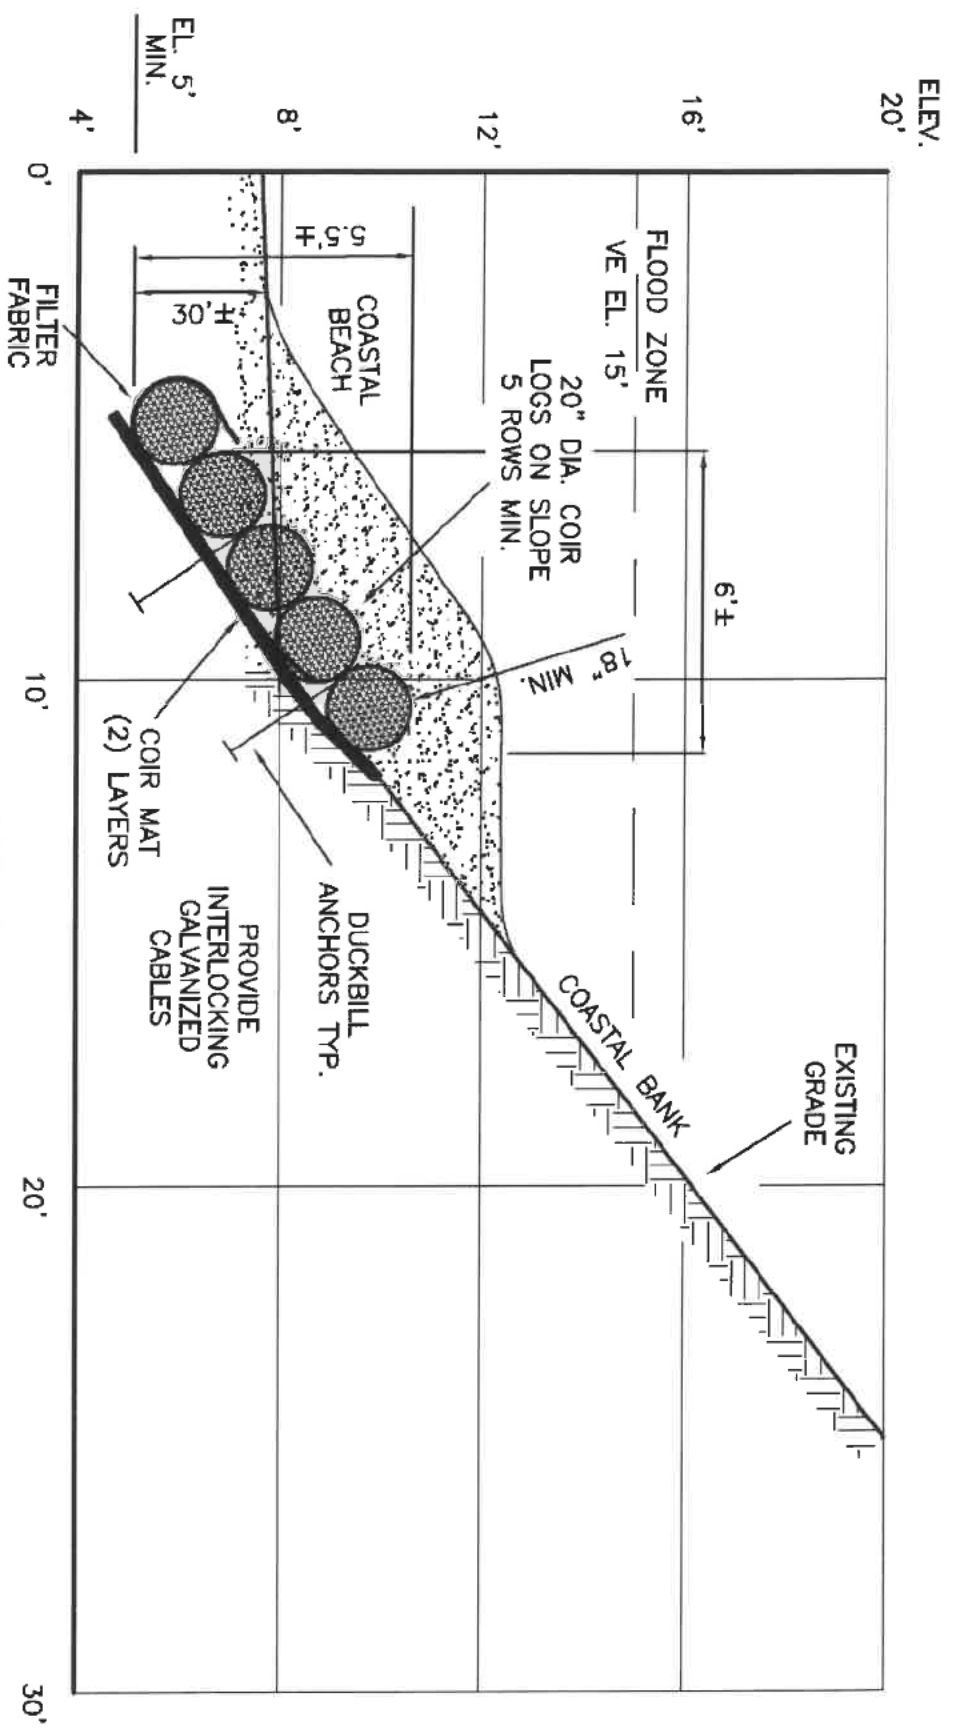 ELEV.
20'
16'
12'
8'
4'
EL. 5'
MIN.
FLOOD ZONE
VE EL. 15'
6'±
20" DIA. COIR
LOGS ON SLOPE
5 ROWS MIN.
18" MIN.
COASTAL
BEACH
5.5'±
FILTER
FABRIC
COIR MAT
(2) LAYERS
DUCKBILL
ANCHORS TYP.
PROVIDE
INTERLOCKING
GALVANIZED
CABLES
COASTAL BANK
EXISTING
GRADE
0'
10'
20'
30'